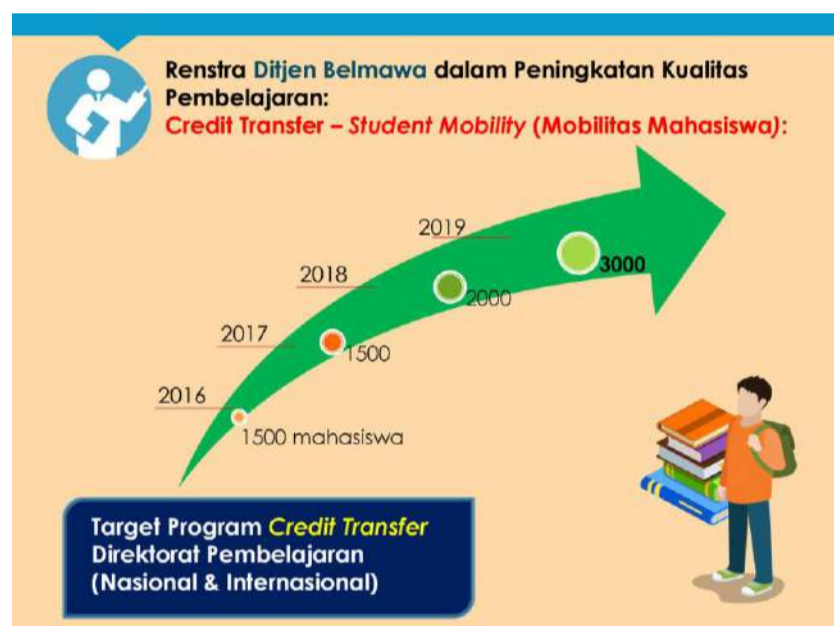 Renstra Ditjen Belmawa dalam Peningkatan Kualitas
Pembelajaran:
Credit Transfer – Student Mobility (Mobilitas Mahasiswa):
2019
3000
2018
2000
2017
1500
2016
1500 mahasiswa
Target Program Credit Transfer
Direktorat Pembelajaran
(Nasional & Internasional)